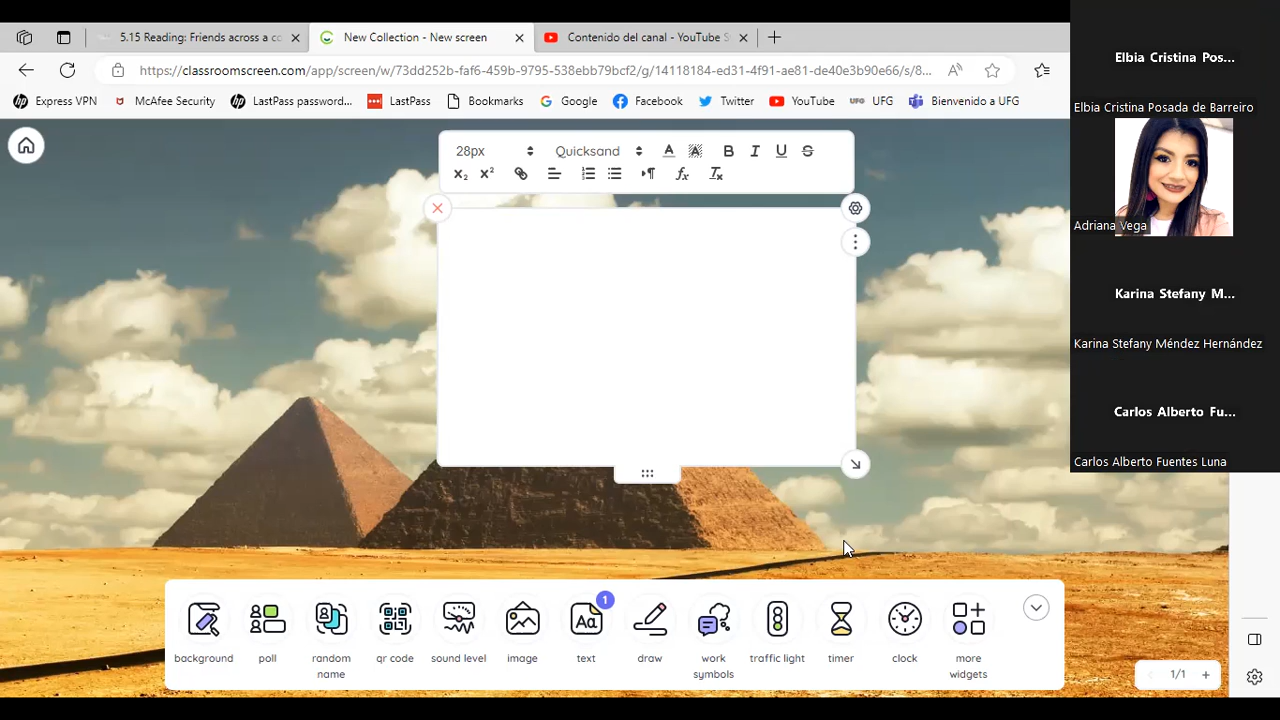 5.15 Reading: Friends across a co
New Collection - New screen
Contenido del canal - YouTube S
https://classroomscreen.com/app/screen/w/73dd252b-faf6-459b-9795-538ebb79bcf2/g/14118184-ed31-4f91-ae81-de40e3b90e66/s/8...
Express VPN McAfee Security LastPass password... LastPass Bookmarks Google Facebook Twitter YouTube UFG Bienvenido a UFG
28px Quicksand
background
poll
random
name
qr code
sound level
image
1
text
draw
work
symbols
traffic light
timer
clock
more
widgets
1/1
Elbia Cristina Pos...
Elbia Cristina Posada de Barreiro
Adriana Vega
Karina Stefany M...
Karina Stefany Méndez Hernández
Carlos Alberto Fu...
Carlos Alberto Fuentes Luna